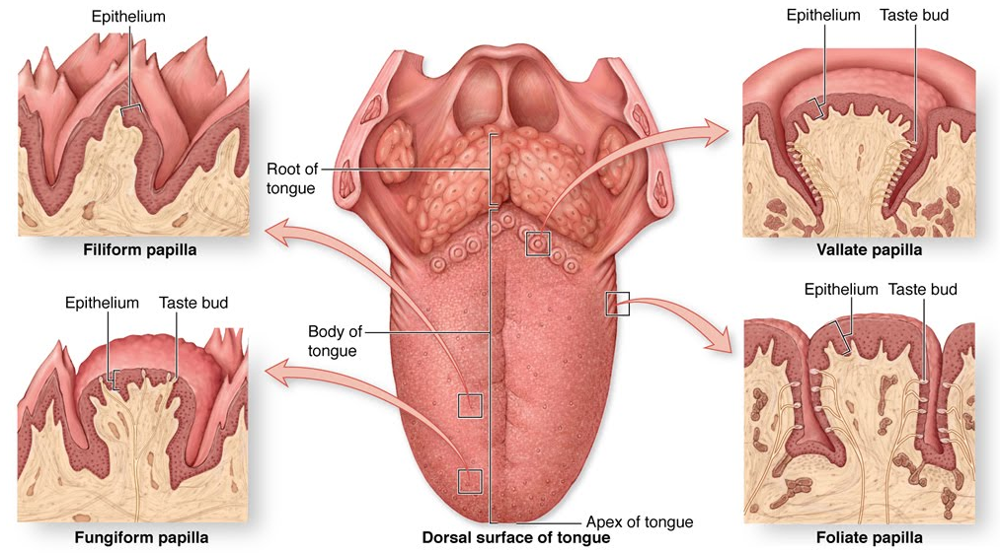 Epithelium
Filiform papilla
Epithelium Taste bud
Fungiform papilla
Root of
tongue
Body of
tongue
Apex of tongue
Dorsal surface of tongue
Epithelium Taste bud
Vallate papilla
Epithelium Taste bud
Foliate papilla